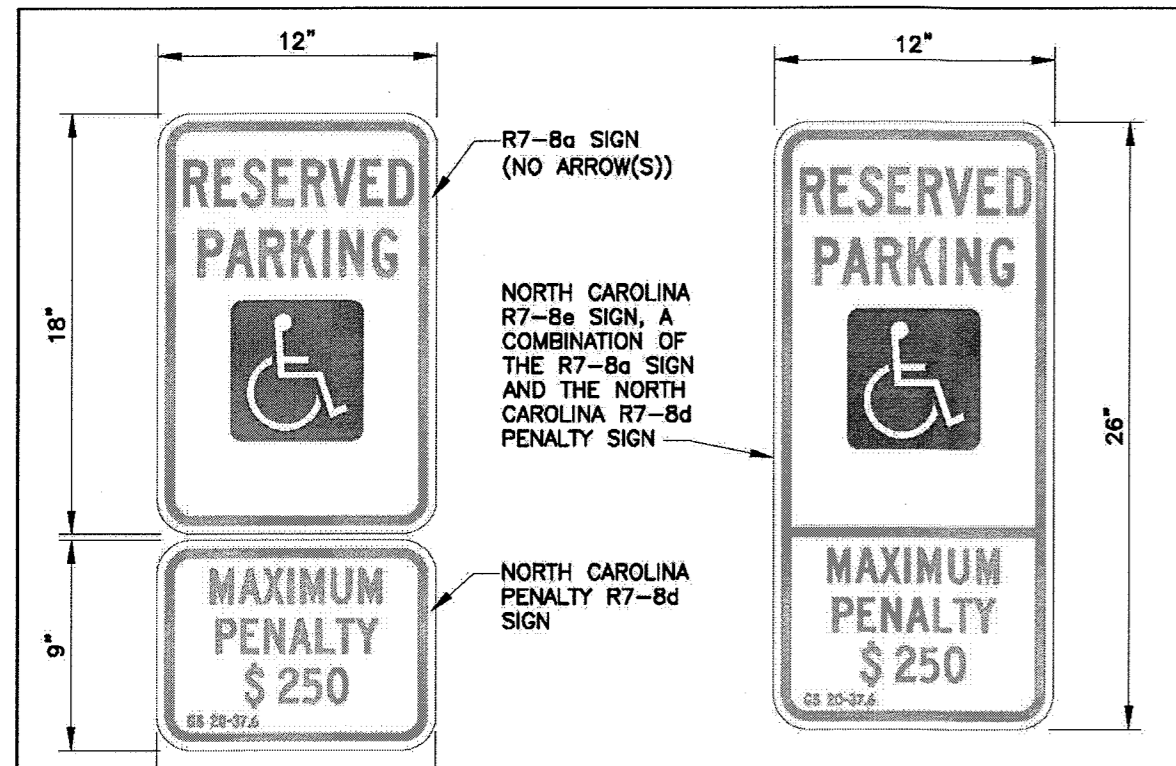 12"
18"
RESERVED
PARKING
R7-8a SIGN
(NO ARROW(S))
9"
MAXIMUM
PENALTY
$ 250
GS 20-37.6
NORTH CAROLINA
PENALTY R7-8d
SIGN
NORTH CAROLINA
R7-8e SIGN, A
COMBINATION OF
THE R7-8a SIGN
AND THE NORTH
CAROLINA R7-8d
PENALTY SIGN
12"
26"
RESERVED
PARKING
MAXIMUM
PENALTY
$ 250
GS 20-37.6